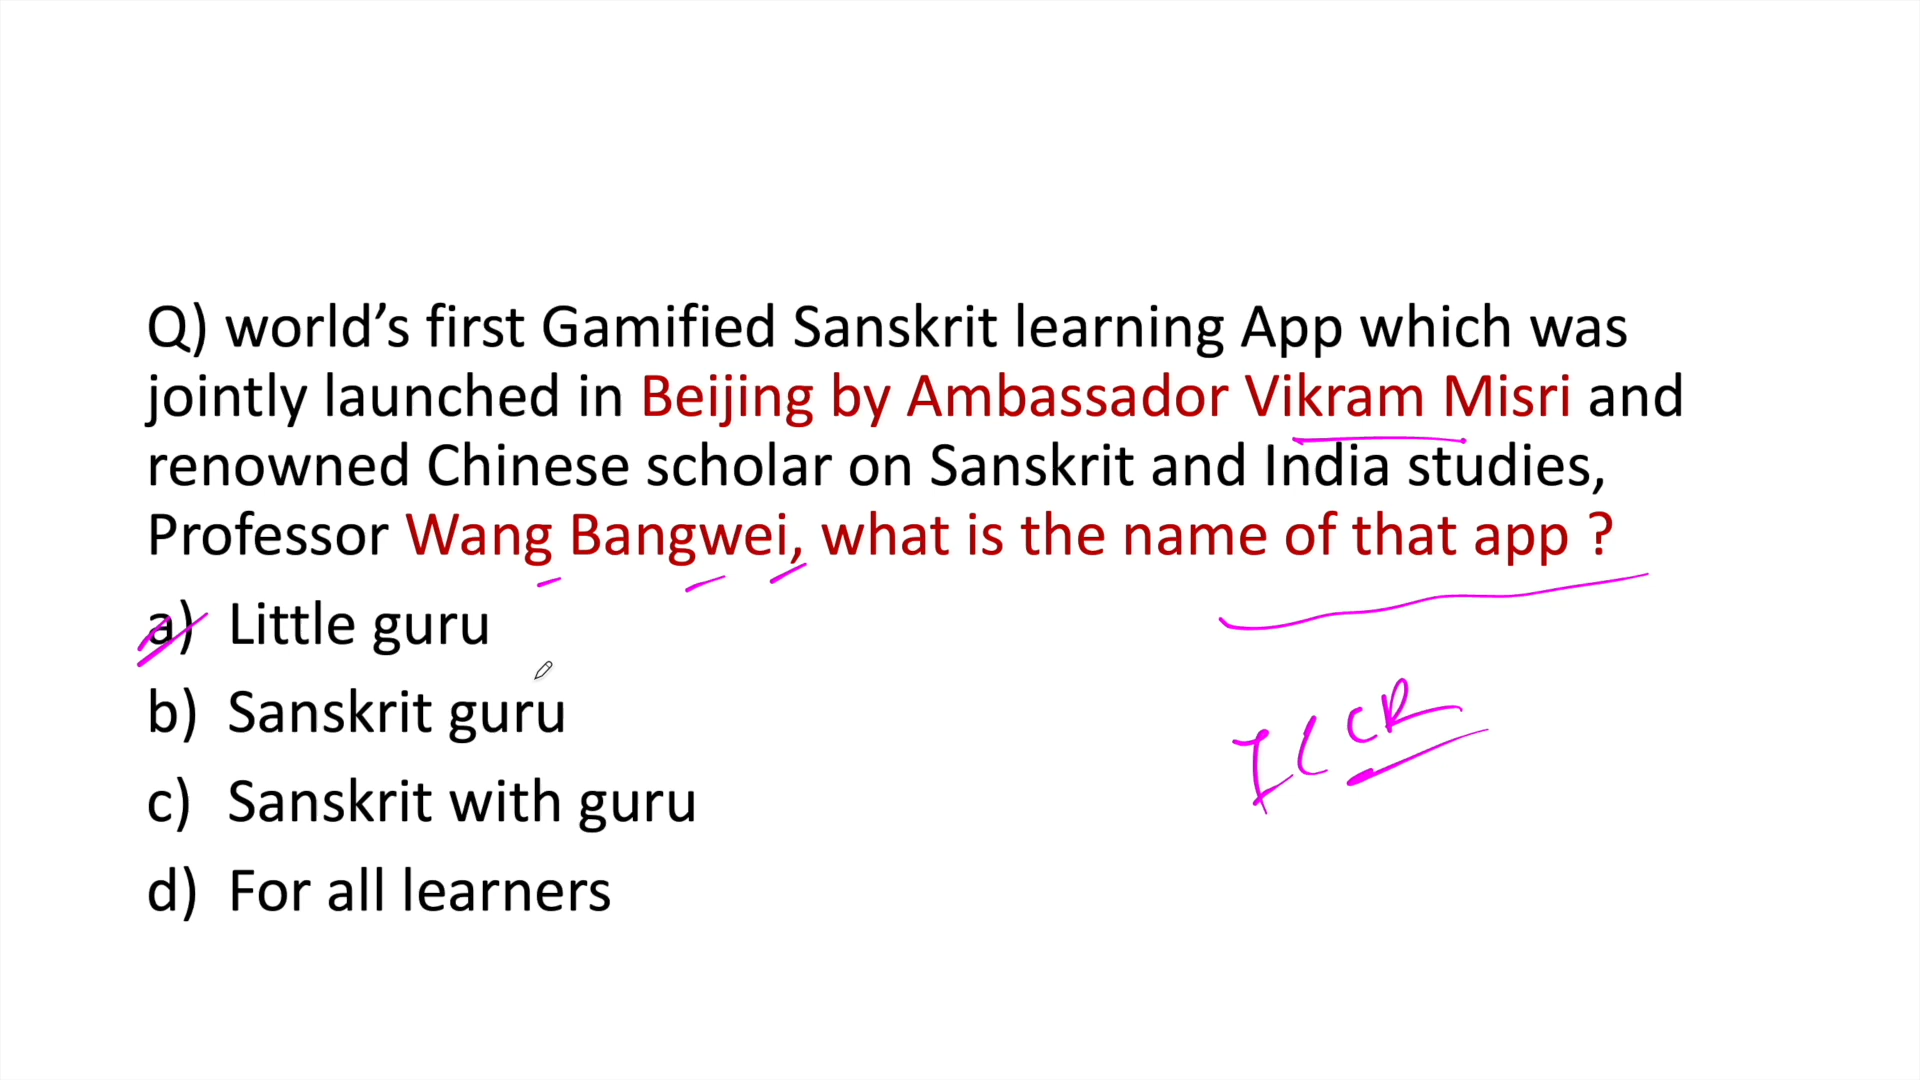 Q) world’s first Gamified Sanskrit learning App which was
jointly launched in Beijing by Ambassador Vikram Misri and
renowned Chinese scholar on Sanskrit and India studies,
Professor Wang Bangwei, what is the name of that app ?
a) Little guru
b) Sanskrit guru
c) Sanskrit with guru
d) For all learners
ICCR